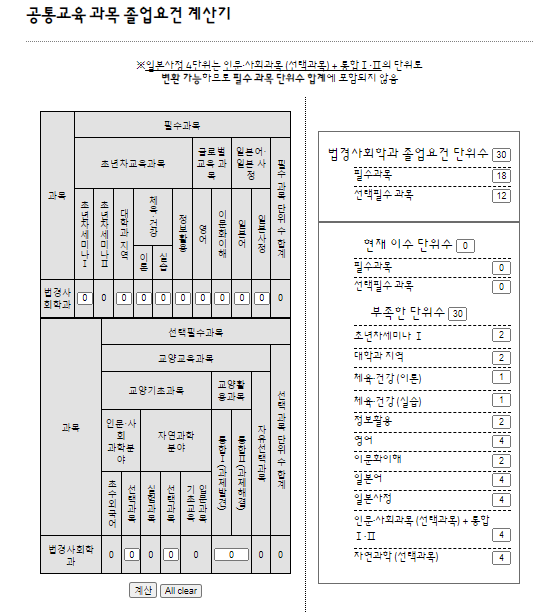 공통교육 과목 졸업요건 계산기
※일본사정 4단위는 인문·사회과목 (선택과목) + 통합 I·II의 단위로
변환 가능하므로 필수 과목 단위수 합계에 포함되지 않음
과목
필수과목
초년차교육과목
글로벌 교육 과목
일본어·일본 사정
필수 과목 단위 수 합계
초년차세미나 I
초년차세미나 II
대학과 지역
체육·건강
이론
실습
정보활용
영어
이문화이해
일본어
일본사정
법경사회학과
0 0 0 0 0 0 0 0 0 0 0
과목
선택필수과목
교양교육과목
선택 과목 단위 수 합계
교양기초과목
교양활용과목
자유 선택 과목
인문·사회 과학분야
자연과학 분야
통합 I (과제발견)
통합 II (과제해결)
초수외국어
선택과목
실험과목
선택과목
기초교육 일본과목
법경사회학과
0 0 0 0 0 0 0 0
계산
All clear
법경사회학과 졸업요건 단위수 30
필수과목 18
선택필수 과목 12
현재 이수 단위수 0
필수과목 0
선택필수 과목 0
부족한 단위수 30
초년차세미나 I 2
대학과 지역 2
체육·건강 (이론) 1
체육·건강 (실습) 1
정보활용 2
영어 4
이문화이해 2
일본어 4
일본사정 4
인문·사회과목 (선택과목) + 통합
I·II 4
자연과학 (선택과목) 4